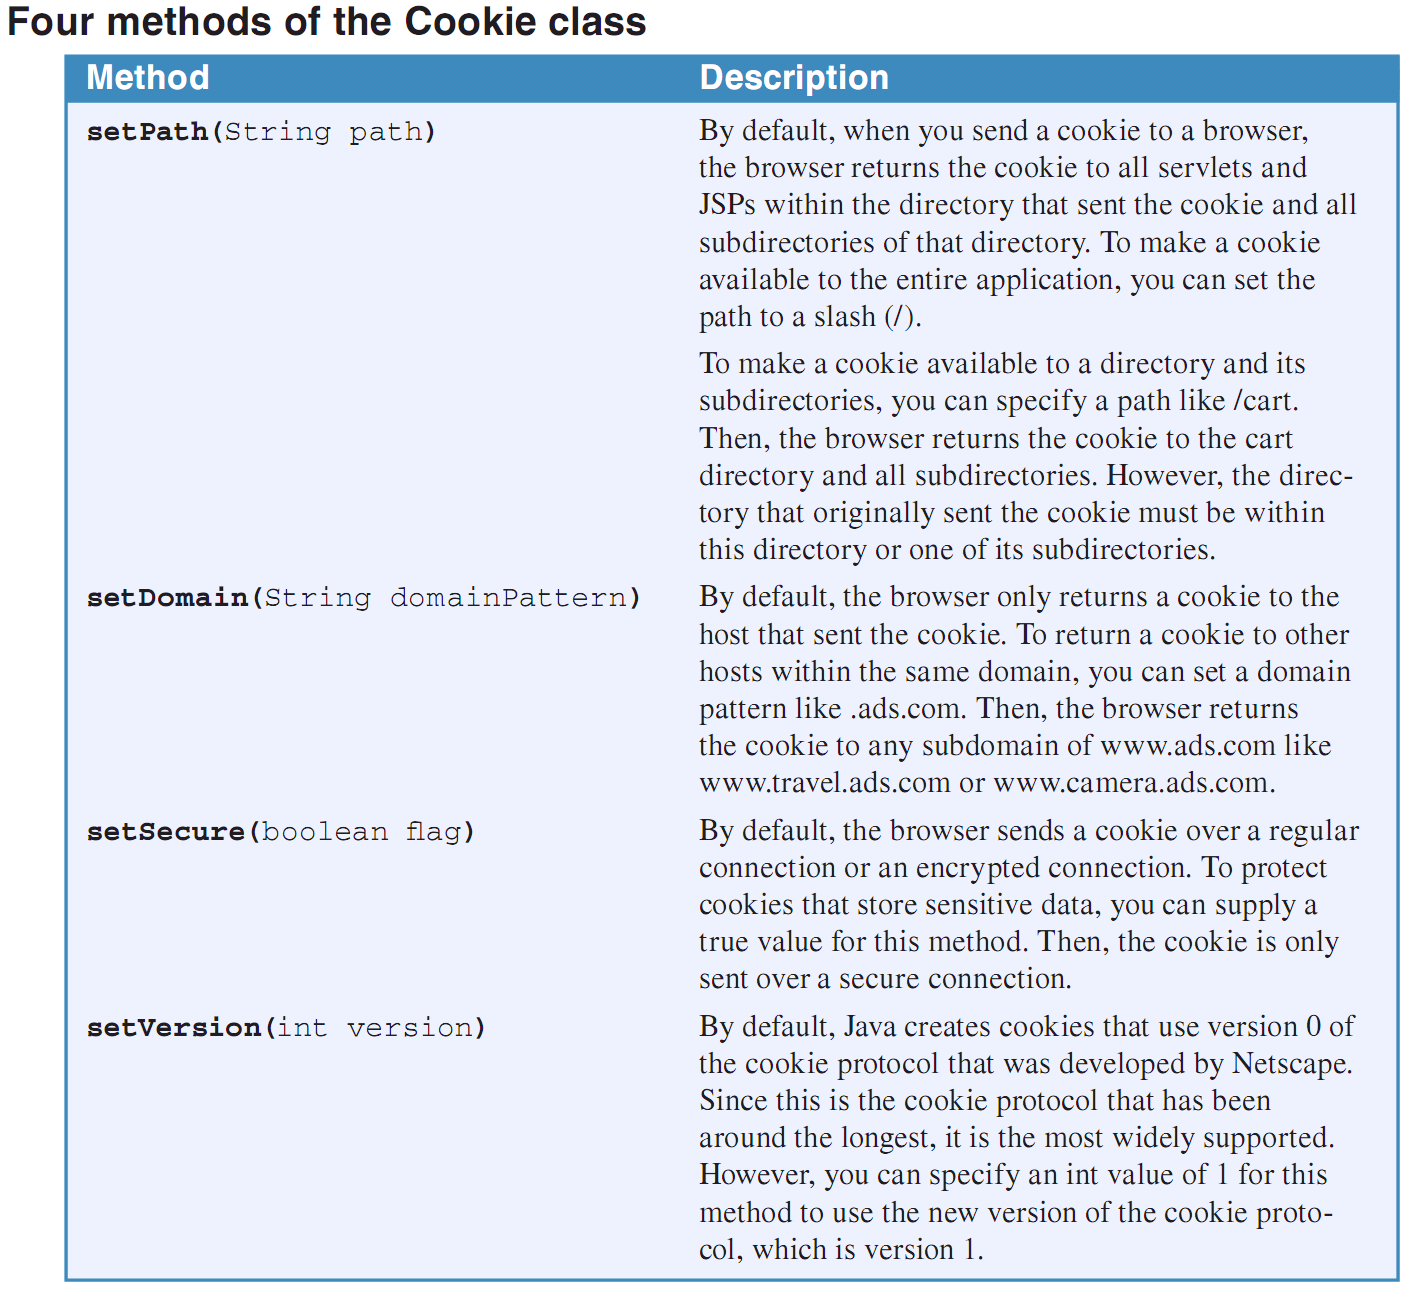 Four methods of the Cookie class
Method Description
setPath(String path) By default, when you send a cookie to a browser,
the browser returns the cookie to all servlets and
JSPs within the directory that sent the cookie and all
subdirectories of that directory. To make a cookie
available to the entire application, you can set the
path to a slash (/).
To make a cookie available to a directory and its
subdirectories, you can specify a path like /cart.
Then, the browser returns the cookie to the cart
directory and all subdirectories. However, the direc-
tory that originally sent the cookie must be within
this directory or one of its subdirectories.
setDomain(String domainPattern) By default, the browser only returns a cookie to the
host that sent the cookie. To return a cookie to other
hosts within the same domain, you can set a domain
pattern like .ads.com. Then, the browser returns
the cookie to any subdomain of www.ads.com like
www.travel.ads.com or www.camera.ads.com.
setSecure(boolean flag) By default, the browser sends a cookie over a regular
connection or an encrypted connection. To protect
cookies that store sensitive data, you can supply a
true value for this method. Then, the cookie is only
sent over a secure connection.
setVersion(int version) By default, Java creates cookies that use version 0 of
the cookie protocol that was developed by Netscape.
Since this is the cookie protocol that has been
around the longest, it is the most widely supported.
However, you can specify an int value of 1 for this
method to use the new version of the cookie proto-
col, which is version 1.